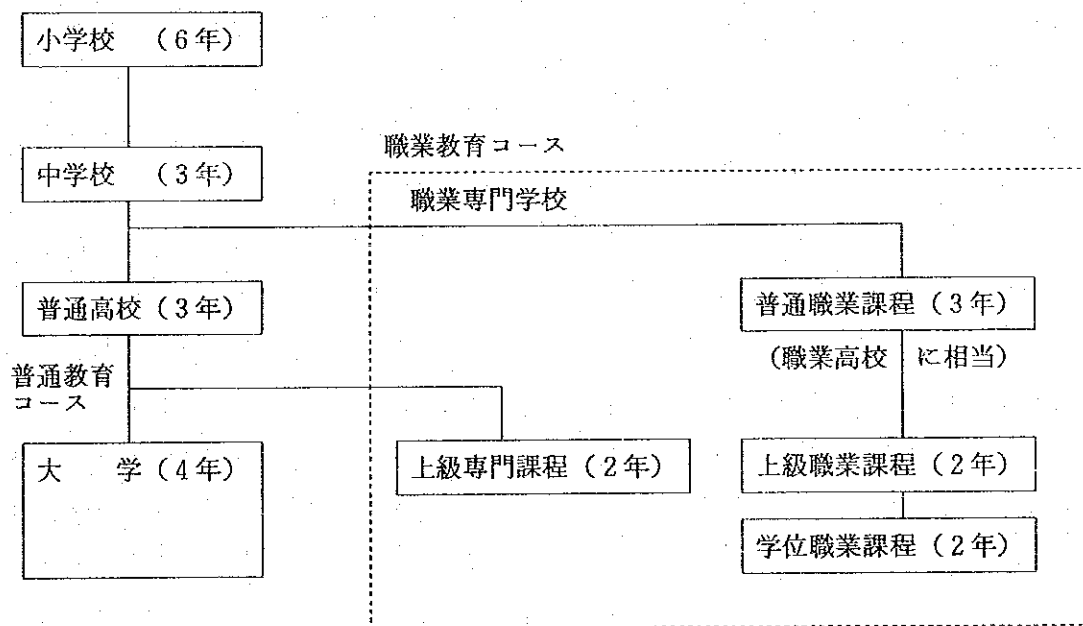 小学校 (6年)
職業教育コース
中学校 (3年)
職業専門学校
普通高校(3年)
普通職業課程(3年)
(職業高校 に相当)
普通教育
コース
大 学(4年)
上級専門課程(2年)
上級職業課程(2年)
学位職業課程(2年)